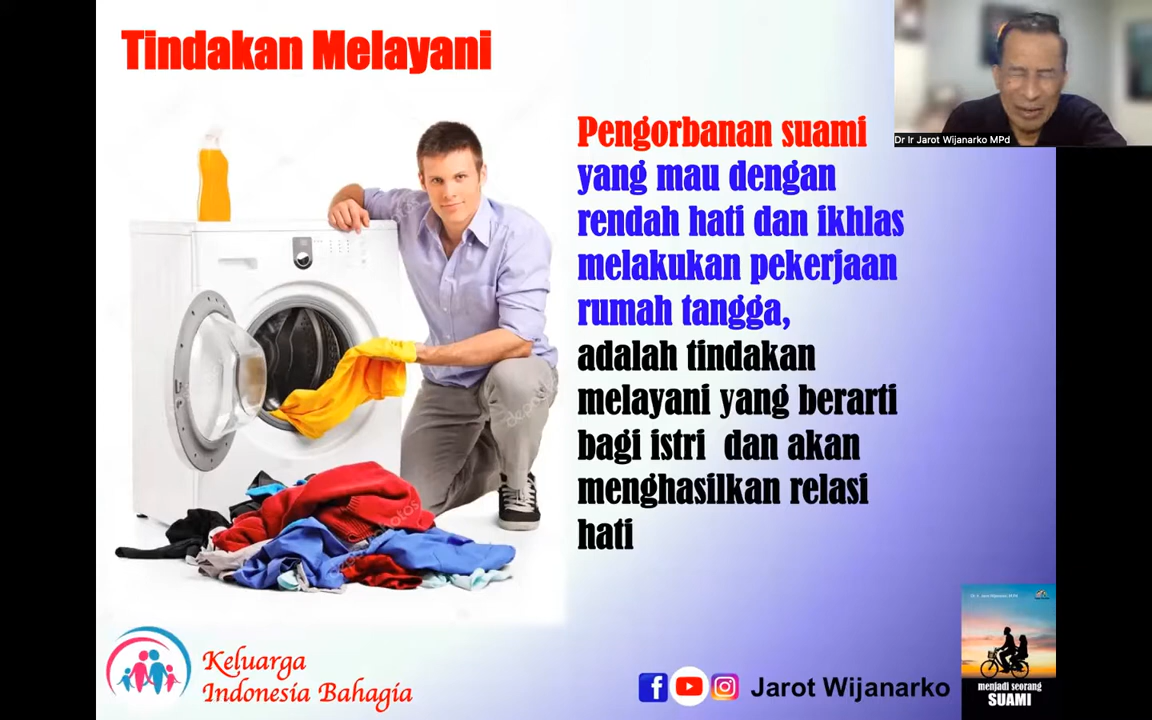 Tindakan Melayani
Dr Ir Jarot Wijanarko MPd
Pengorbanan suami
yang mau dengan
rendah hati dan ikhlas
melakukan pekerjaan
rumah tangga,
adalah tindakan
melayani yang berarti
bagi istri dan akan
menghasilkan relasi
hati
Keluarga
Indonesia Bahagia
Jarot Wijanarko
menjadi seorang
SUAMI